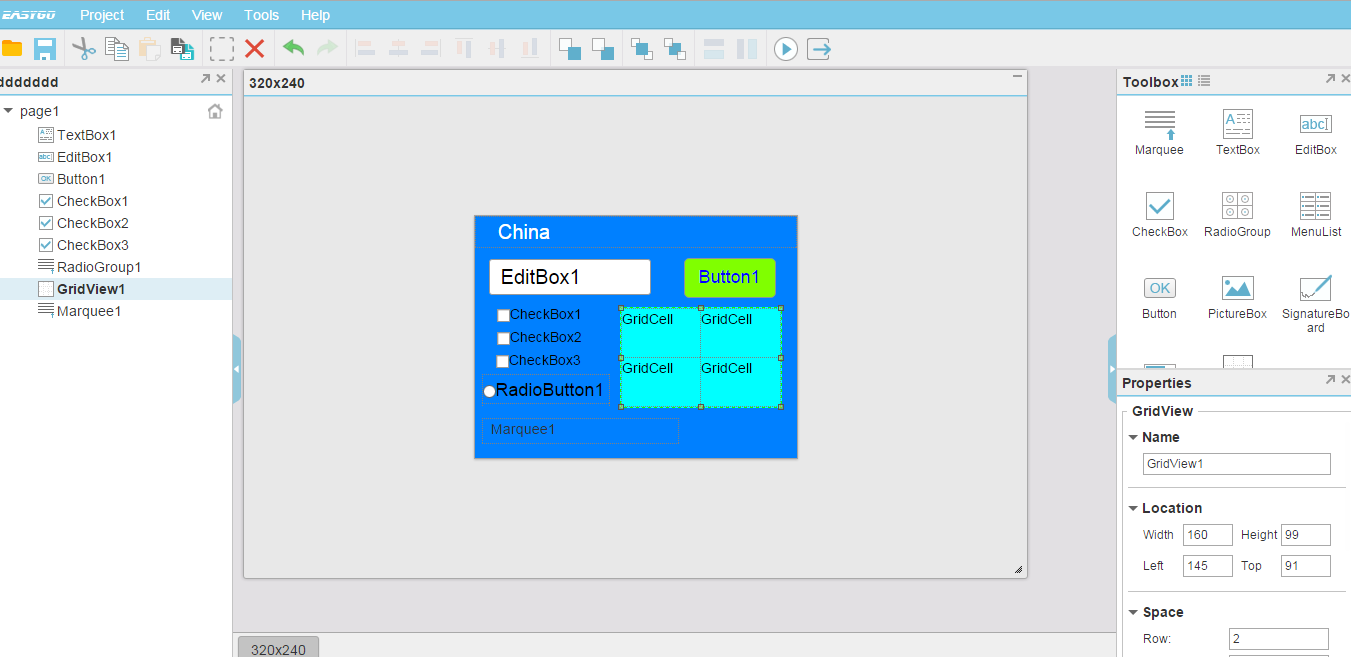 EASTGO Project Edit View Tools Help
ddddddd
page1
TextBox1
EditBox1
Button1
CheckBox1
CheckBox2
CheckBox3
RadioGroup1
GridView1
Marquee1
320x240
China
EditBox1 Button1
CheckBox1
CheckBox2
CheckBox3
RadioButton1
Marquee1
GridCell GridCell
GridCell GridCell
320x240
Toolbox
Marquee TextBox EditBox
CheckBox RadioGroup MenuList
Button PictureBox SignatureBo
ard
Properties
GridView
Name
GridView1
Location
Width 160 Height 99
Left 145 Top 91
Space
Row: 2